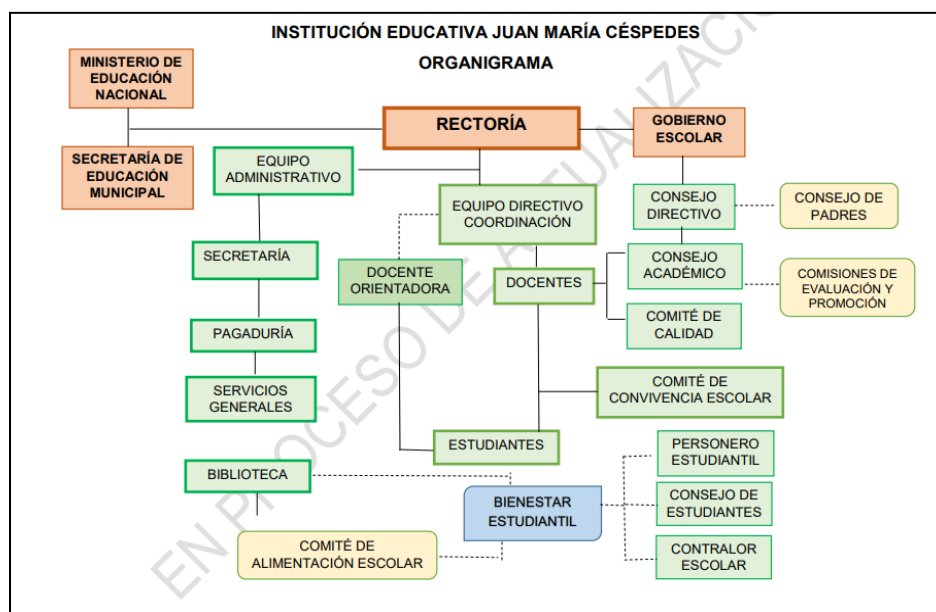 INSTITUCIÓN EDUCATIVA JUAN MARÍA CÉSPEDES
ORGANIGRAMA
MINISTERIO DE
EDUCACIÓN
NACIONAL
RECTORÍA
GOBIERNO
ESCOLAR
SECRETARÍA DE
EDUCACIÓN
MUNICIPAL
EQUIPO
ADMINISTRATIVO
EQUIPO DIRECTIVO
COORDINACIÓN
CONSEJO
DIRECTIVO
CONSEJO DE
PADRES
SECRETARÍA
DOCENTE
ORIENTADORA
DOCENTES
CONSEJO
ACADÉMICO
COMISIONES DE
EVALUACIÓN Y
PROMOCIÓN
PAGADURÍA
COMITÉ DE
CALIDAD
SERVICIOS
GENERALES
COMITÉ DE
CONVIVENCIA ESCOLAR
ESTUDIANTES
BIBLIOTECA
PERSONERO
ESTUDIANTIL
BIENESTAR
ESTUDIANTIL
CONSEJO DE
ESTUDIANTES
COMITÉ DE
ALIMENTACIÓN ESCOLAR
CONTRALOR
ESCOLAR
EN PROCESO DE ACTUALIZACIO